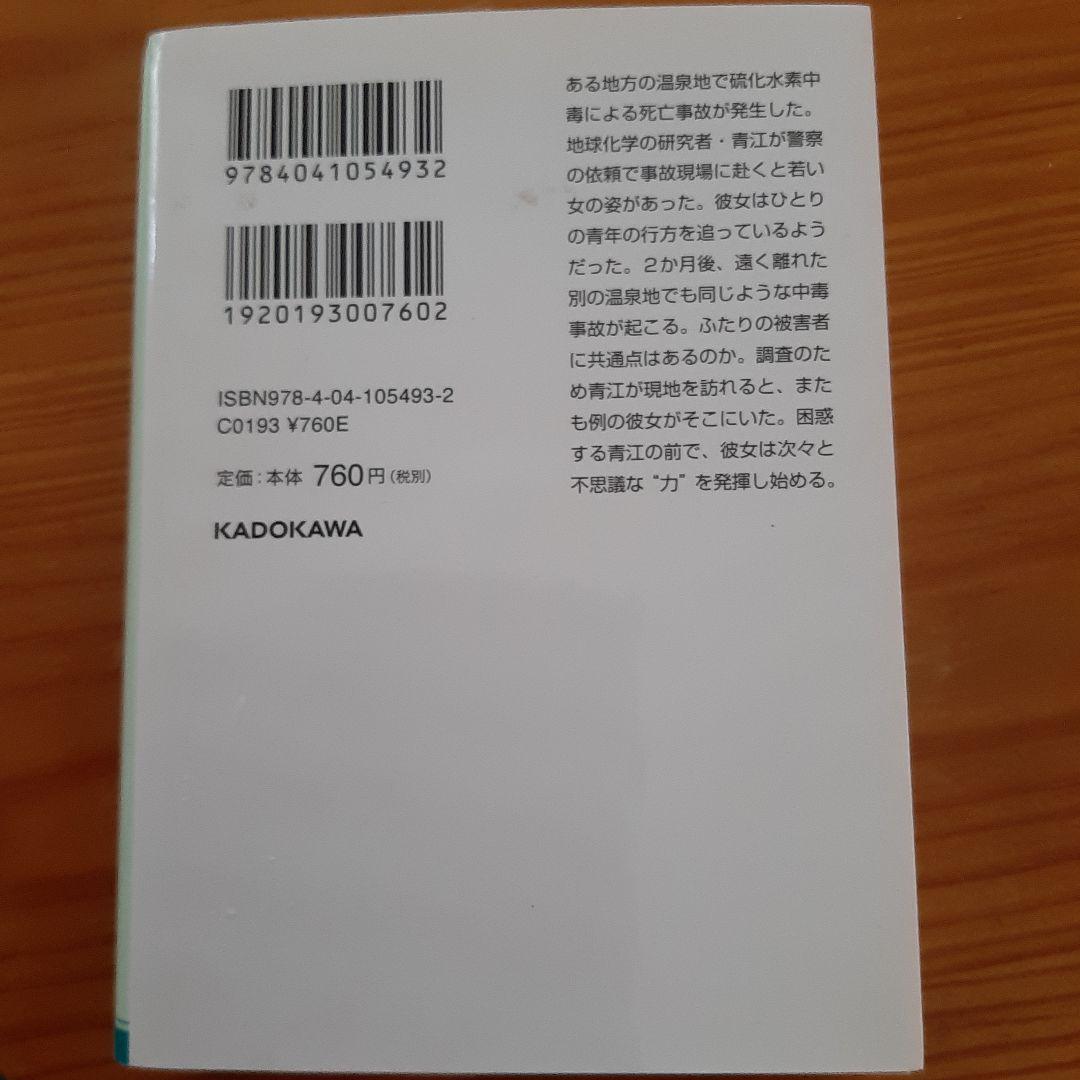 9784041054932
1920193007602
ISBN978-4-04-105493-2
C0193 ¥760E
定価:本体 760円(税別)
KADOKAWA
ある地方の温泉地で硫化水素中
毒による死亡事故が発生した。
地球化学の研究者・青江が警察
の依頼で事故現場に赴くと若い
女の姿があった。彼女はひとり
の青年の行方を追っているよう
だった。2か月後、遠く離れた
別の温泉地でも同じような中毒
事故が起こる。ふたりの被害者
に共通点はあるのか。調査のた
め青江が現地を訪れると、また
も例の彼女がそこにいた。困惑
する青江の前で、彼女は次々と
不思議な“力”を発揮し始める。